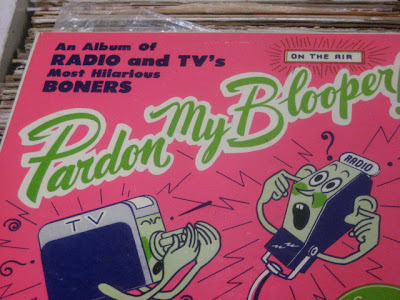 An Album Of
RADIO and TV's
Most Hilarious
BONERS
ON THE AIR
Pardon My Blooper!
TV
RADIO